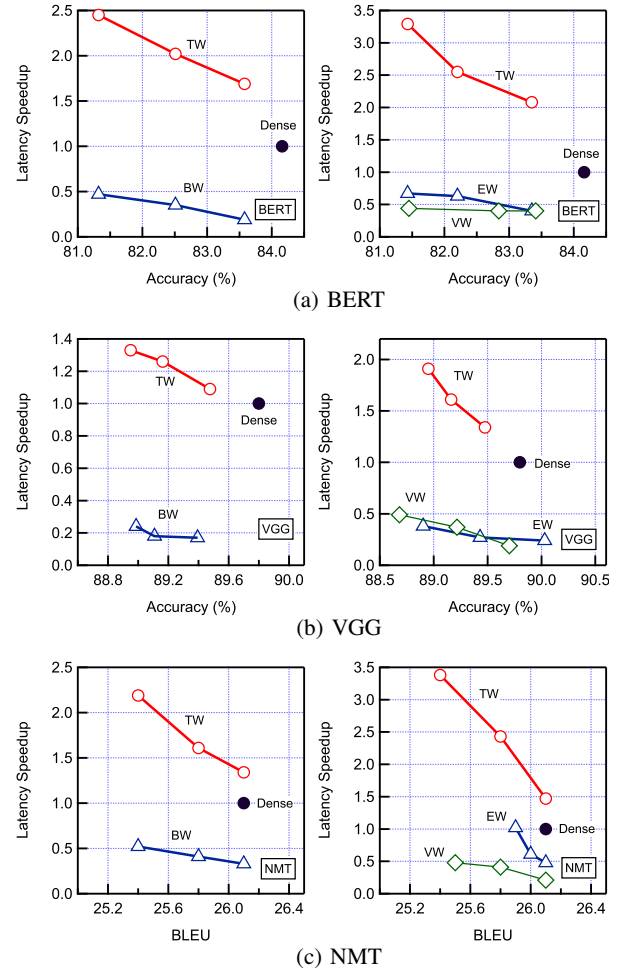 2.5
2.0
1.5
1.0
0.5
0.0
Latency Speedup
TW
Dense
BW
BERT
81.0 82.0 83.0 84.0
Accuracy (%)
3.5
3.0
2.5
2.0
1.5
1.0
0.5
0.0
Latency Speedup
TW
Dense
EW
VW
BERT
81.0 82.0 83.0 84.0
Accuracy (%)
(a) BERT
1.4
1.2
1.0
0.8
0.6
0.4
0.2
0.0
Latency Speedup
TW
Dense
BW
VGG
88.8 89.2 89.6 90.0
Accuracy (%)
2.0
1.5
1.0
0.5
0.0
Latency Speedup
TW
Dense
VW
EW
VGG
88.5 89.0 89.5 90.0 90.5
Accuracy (%)
(b) VGG
2.5
2.0
1.5
1.0
0.5
0.0
Latency Speedup
TW
Dense
BW
NMT
25.2 25.6 26.0 26.4
BLEU
3.5
3.0
2.5
2.0
1.5
1.0
0.5
0.0
Latency Speedup
TW
EW
Dense
VW
NMT
25.2 25.6 26.0 26.4
BLEU
(c) NMT